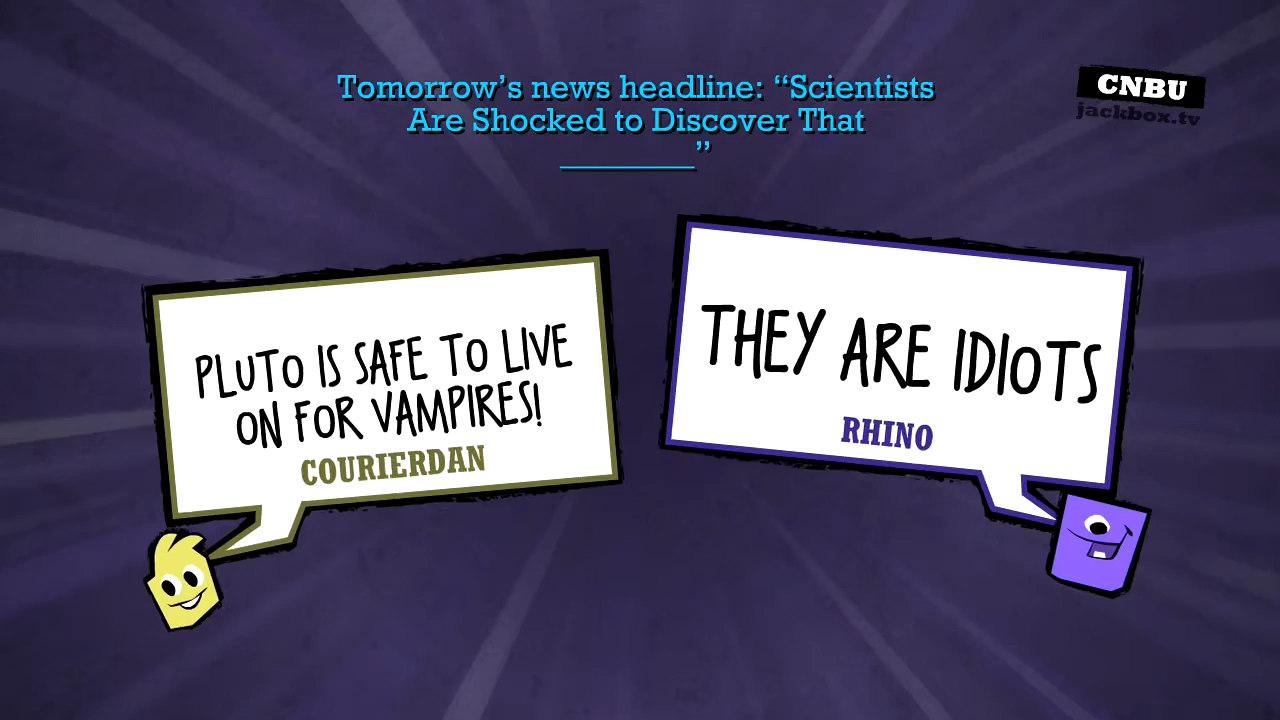 Tomorrow's news headline: “Scientists
Are Shocked to Discover That
________”
CNBU
jackbox.tv
PLUTO IS SAFE TO LIVE
ON FOR VAMPIRES!
COURIERDAN
THEY ARE IDIOTS
RHINO